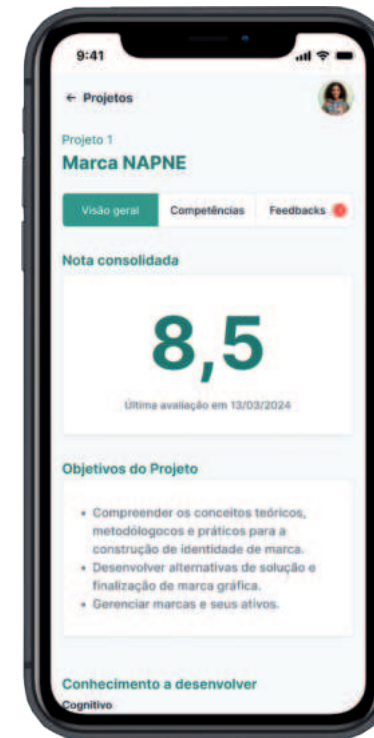 9:41
← Projetos
Projeto 1
Marca NAPNE
Visão geral Competências Feedbacks
Nota consolidada
8,5
Última avaliação em 13/03/2024
Objetivos do Projeto
• Compreender os conceitos teóricos,
metodólogocos e práticos para a
construção de identidade de marca.
• Desenvolver alternativas de solução e
finalização de marca gráfica.
• Gerenciar marcas e seus ativos.
Conhecimento a desenvolver
Cognitivo